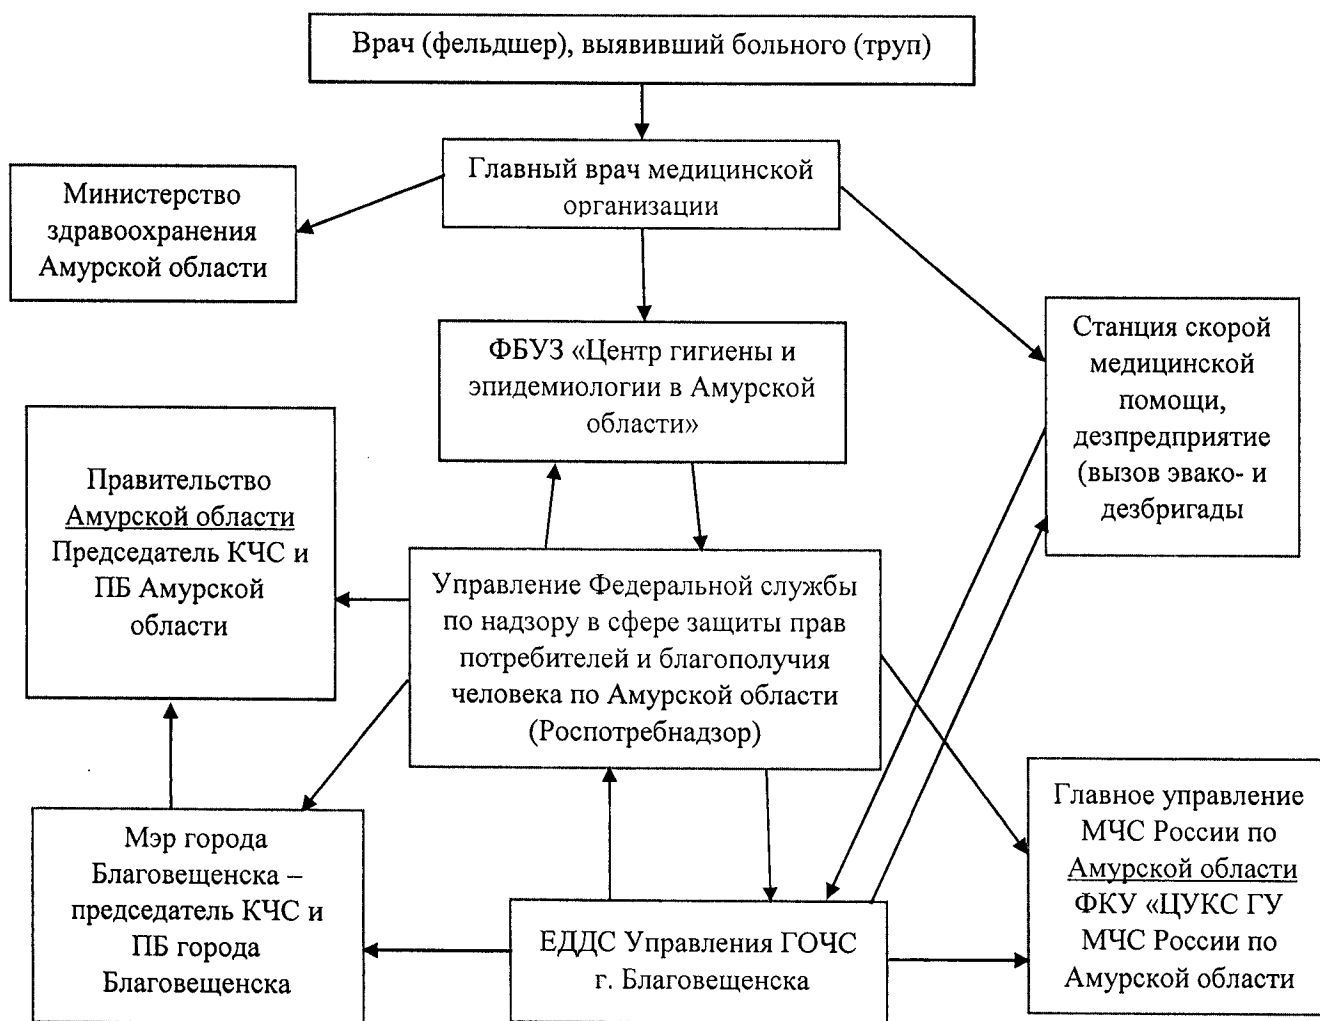 Врач (фельдшер), выявивший больного (труп)
Главный врач медицинской
организации
Министерство
здравоохранения
Амурской области
ФБУЗ «Центр гигиены и
эпидемиологии в Амурской
области»
Станция скорой
медицинской
помощи,
дезпредприятие
(вызов эвако- и
дезбригады
Правительство
Амурской области
Председатель КЧС и
ПБ Амурской
области
Управление Федеральной службы
по надзору в сфере защиты прав
потребителей и благополучия
человека по Амурской области
(Роспотребнадзор)
Мэр города
Благовещенска –
председатель КЧС и
ПБ города
Благовещенска
ЕДДС Управления ГОЧС
г. Благовещенска
Главное управление
МЧС России по
Амурской области
ФКУ «ЦУКС ГУ
МЧС России по
Амурской области